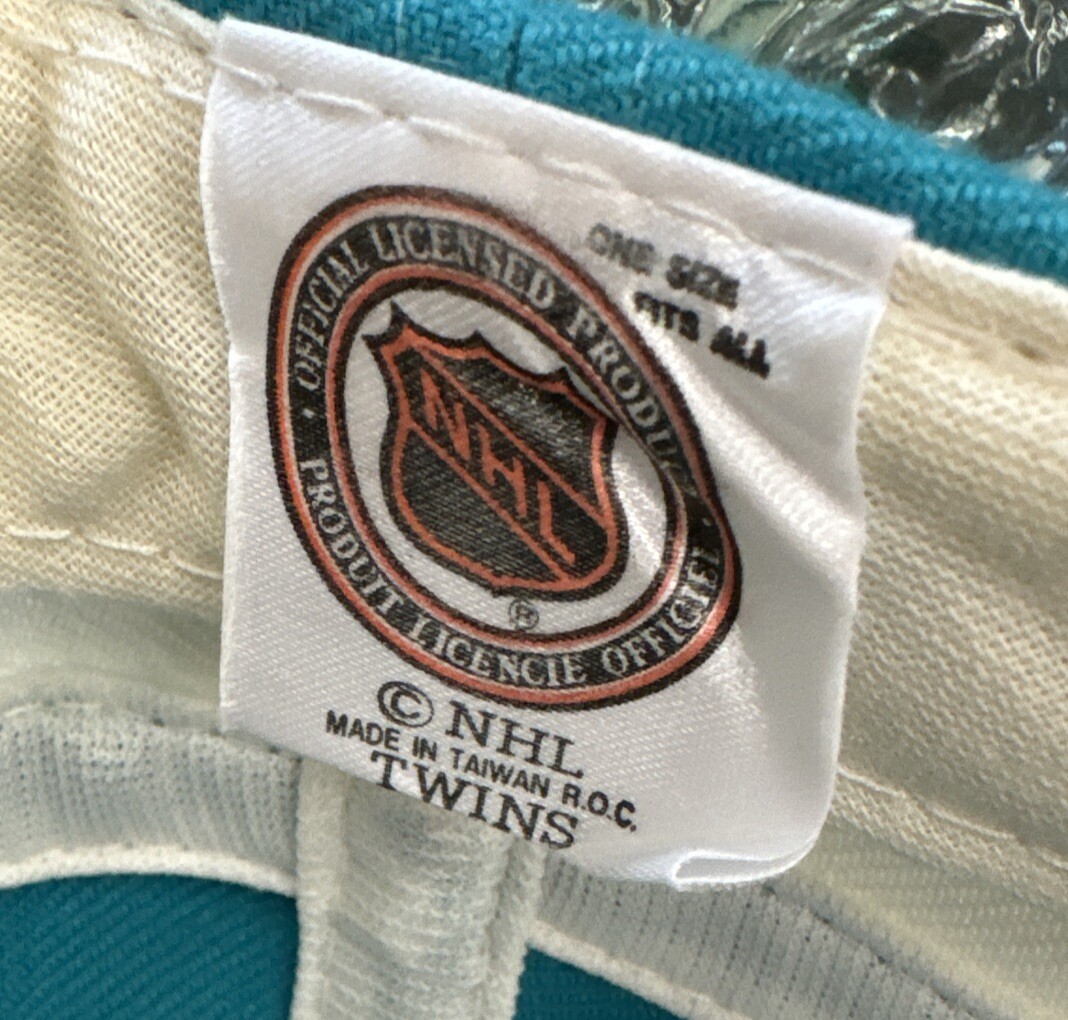 ONE SIZE
FITS ALL
• OFFICIAL LICENSED PRODUCT •
NHL
®
PRODUIT LICENCIE OFFICIEL
© NHL
MADE IN TAIWAN R.O.C.
TWINS